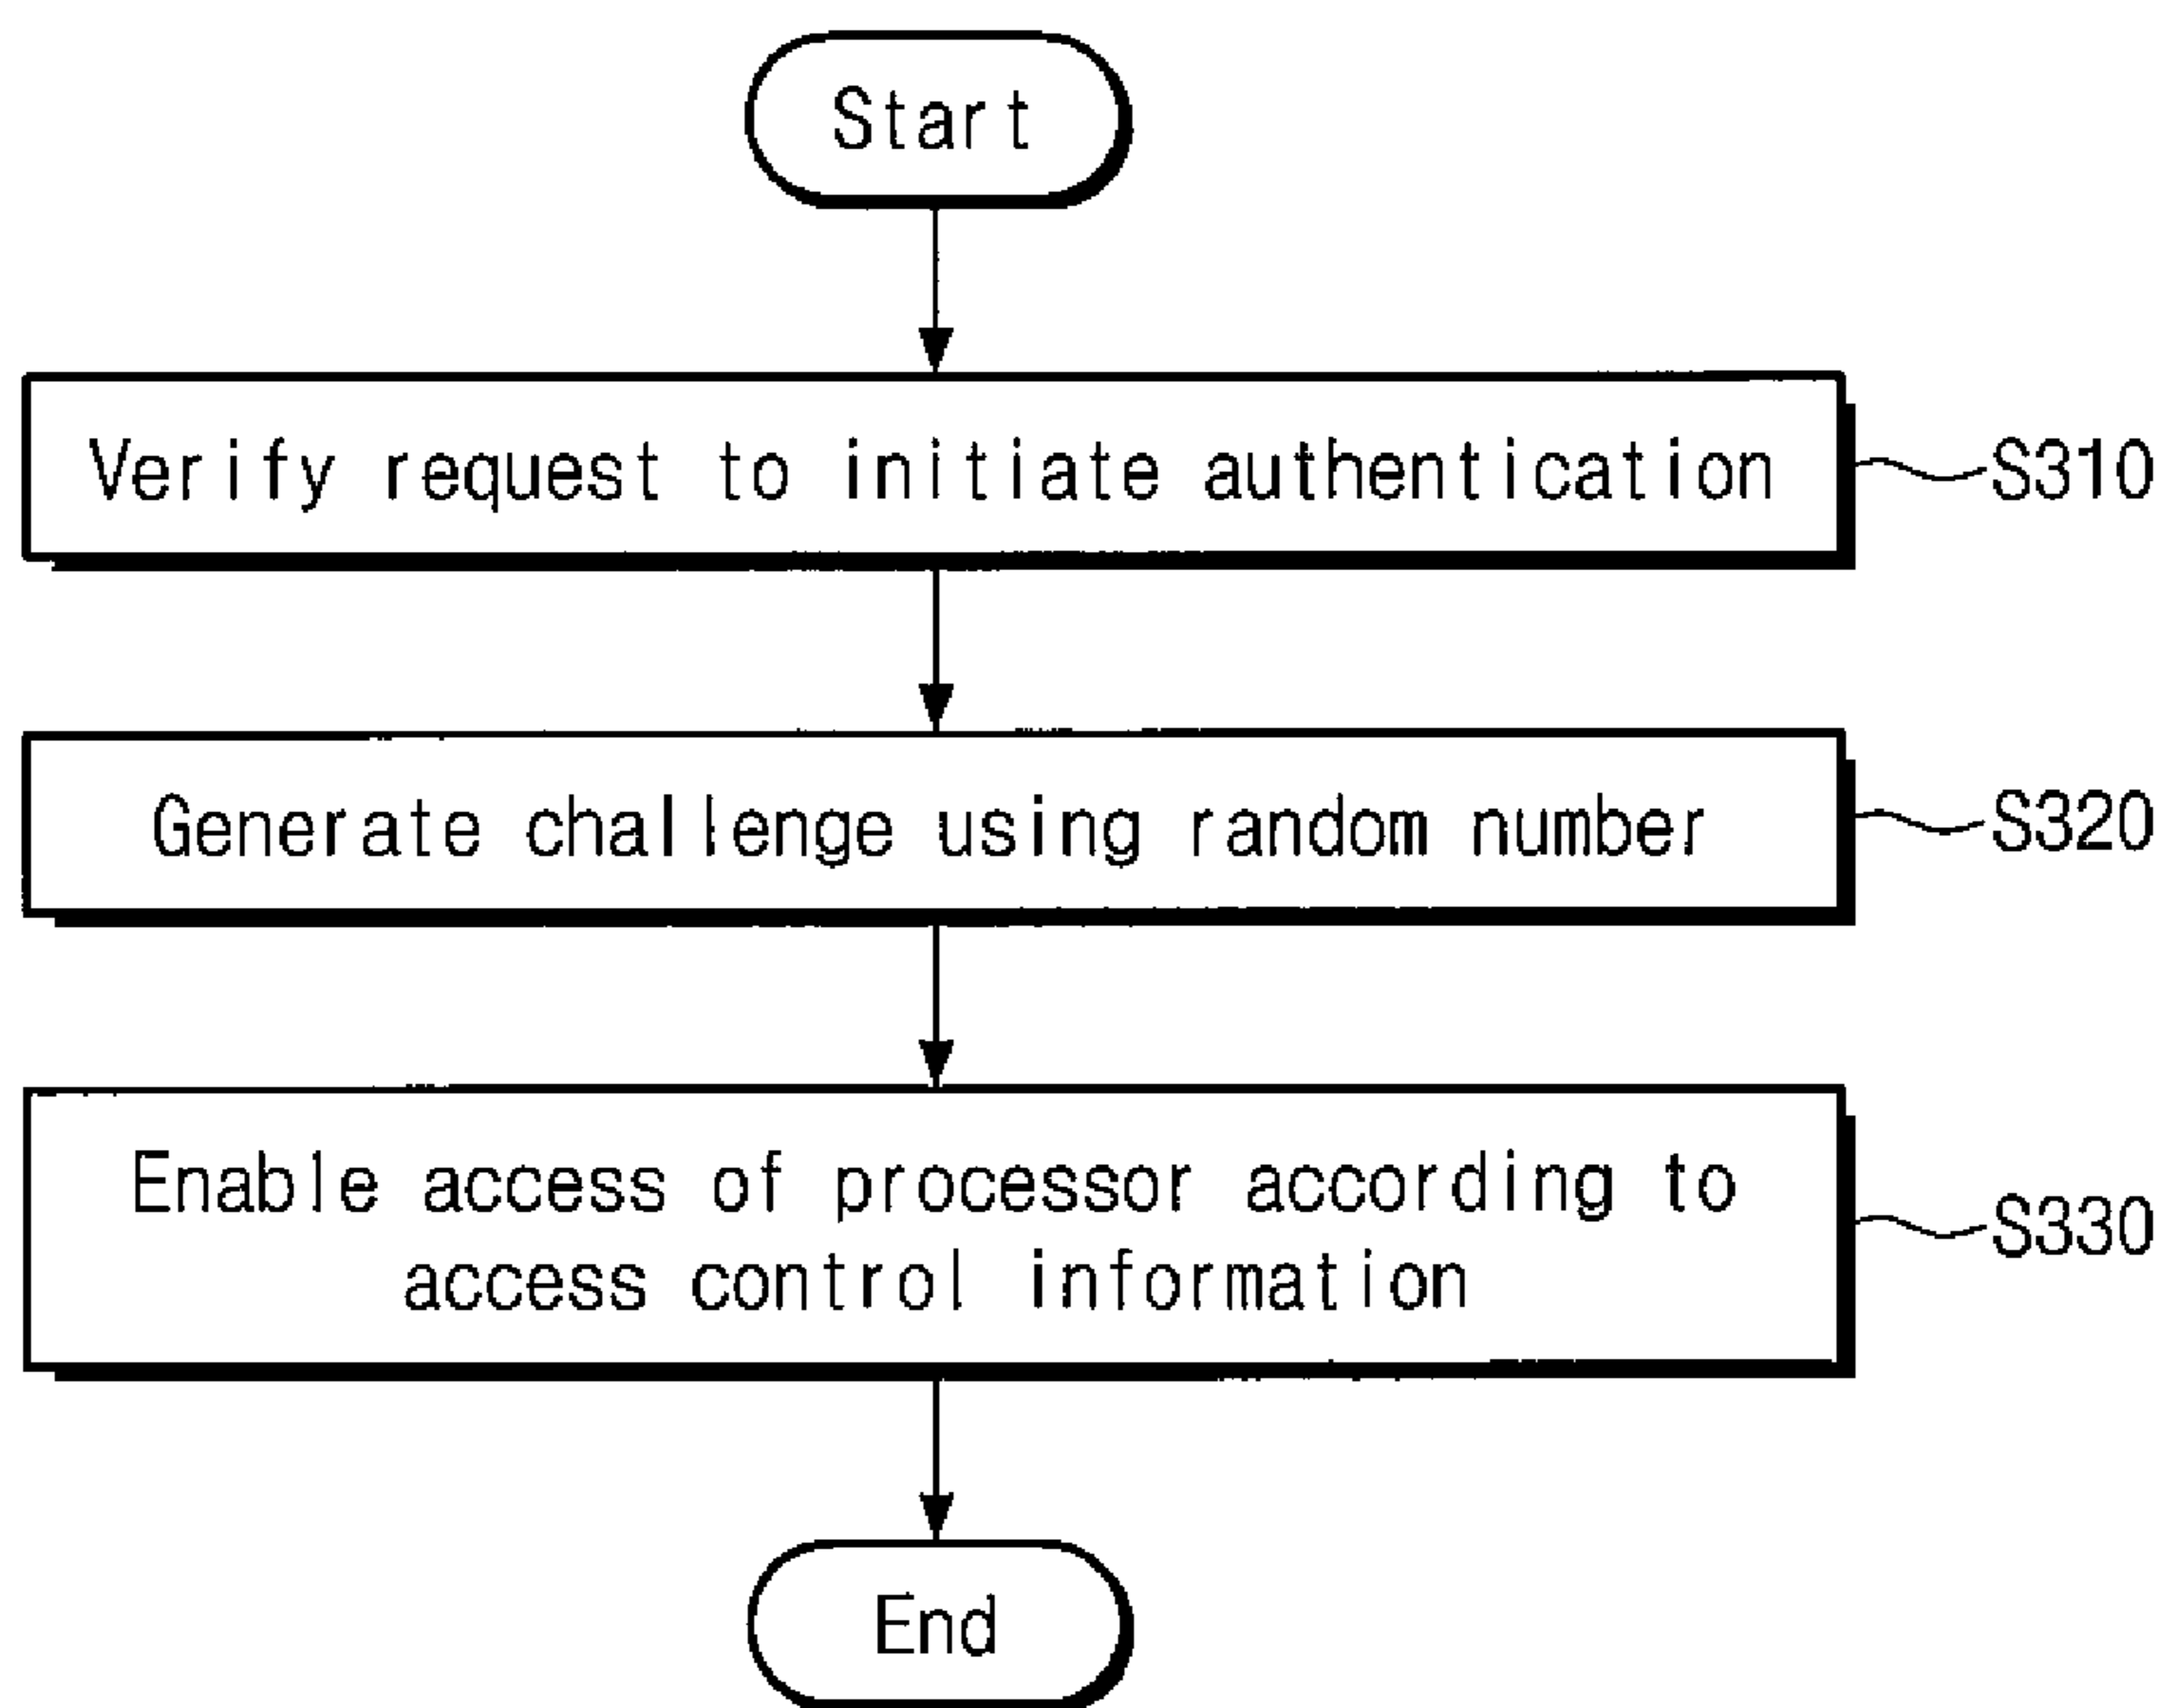 Start
Verify request to initiate authentication
S310
Generate challenge using random number
S320
Enable access of processor according to
access control information
S330
End